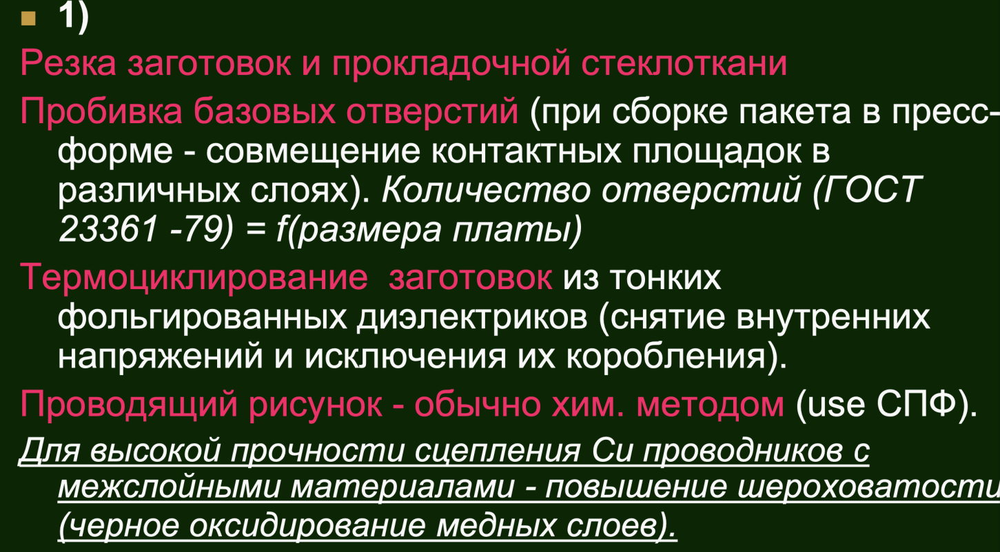 1)
Резка заготовок и прокладочной стеклоткани
Пробивка базовых отверстий (при сборке пакета в пресс-
форме - совмещение контактных площадок в
различных слоях). Количество отверстий (ГОСТ
23361 -79) = f(размера платы)
Термоциклирование  заготовок из тонких
фольгированных диэлектриков (снятие внутренних
напряжений и исключения их коробления).
Проводящий рисунок - обычно хим. методом (use СПФ).
Для высокой прочности сцепления Си проводников с
межслойными материалами - повышение шероховатости
(черное оксидирование медных слоев).